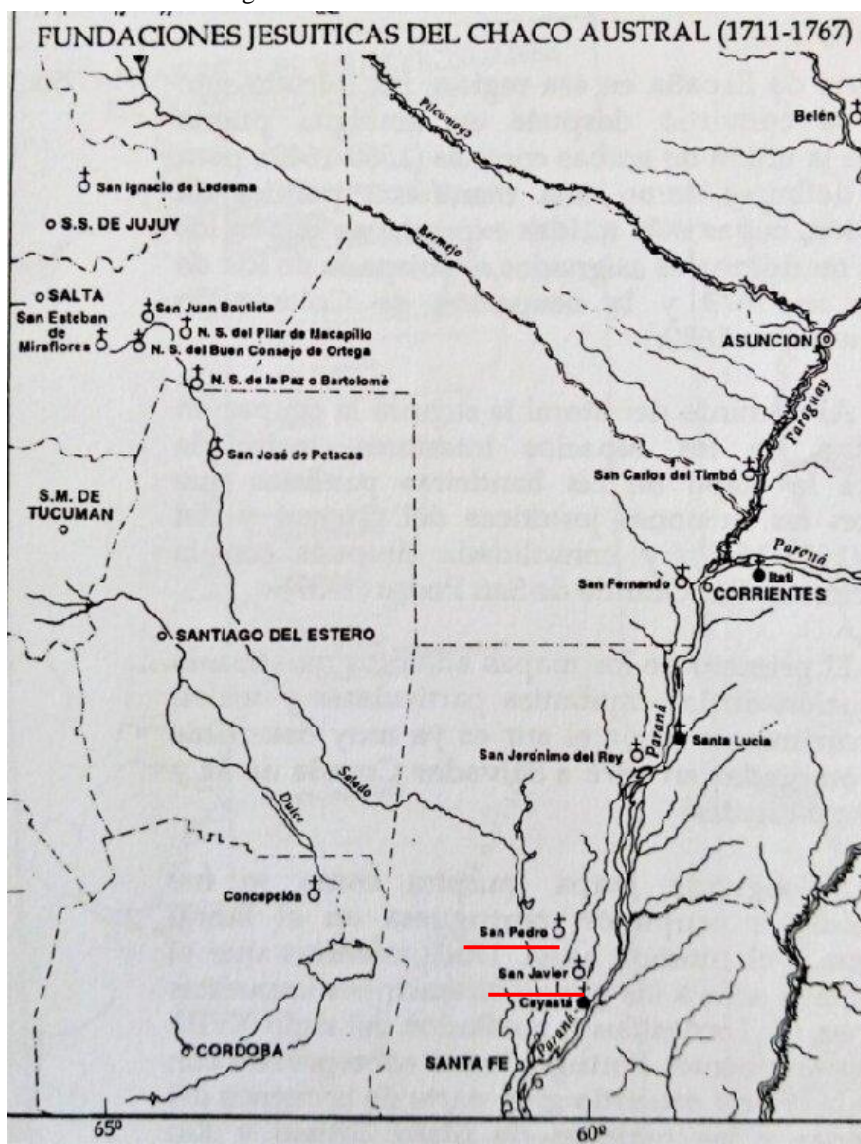 FUNDACIONES JESUITICAS DEL CHACO AUSTRAL (1711-1767)
Pilcomayo
Belén
San Ignacio de Ledesma
S.S. DE JUJUY
Bermejo
SALTA
San Juan Bautista
San Esteban
de
Miraflores
N. S. del Pilar de Macapillo
N. S. del Buen Consejo de Ortega
ASUNCION
N. S. de la Paz o Bartolomé
Paraguay
San José de Petacas
San Carlos del Timbó
S.M. DE
TUCUMAN
Paraná
San Fernando
Itatí
CORRIENTES
SANTIAGO DEL ESTERO
Paraná
Santa Lucia
San Jerónimo del Rey
Salado
Dulce
Concepción
San Pedro
San Javier
Cayastá
Paraná
CORDOBA
SANTA FE
65º
60º